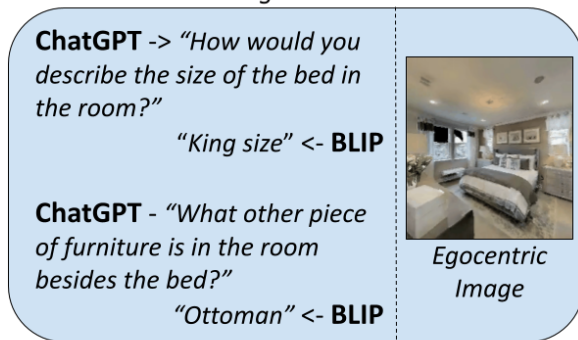 ChatGPT -> “How would you
describe the size of the bed in
the room?”
“King size” <- BLIP
ChatGPT - “What other piece
of furniture is in the room
besides the bed?”
“Ottoman” <- BLIP
Egocentric
Image